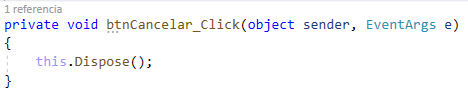 1 referencia
private void btnCancelar_Click(object sender, EventArgs e)
{
this.Dispose();
}